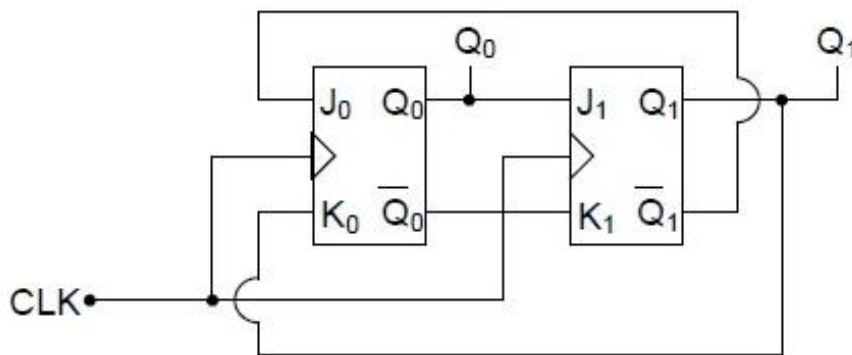 Q₀ Q₁
J₀ Q₀ J₁ Q₁
K₀ Q̅₀ K₁ Q̅₁
CLK